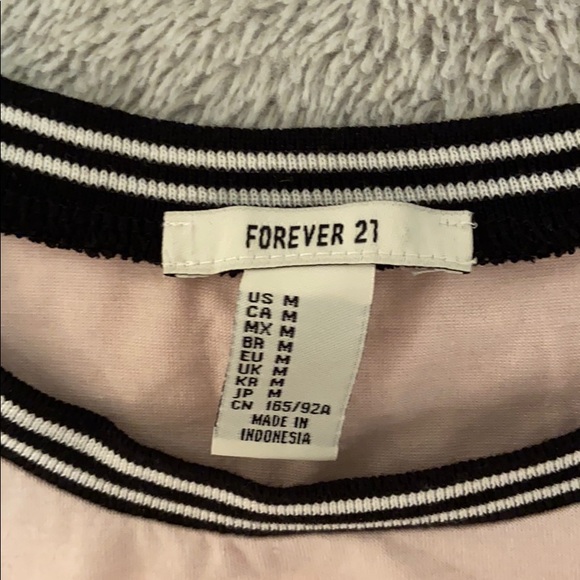 FOREVER 21
US M
CA M
MX M
BR M
EU M
UK M
KR M
JP M
CN 165/92A
MADE IN
INDONESIA